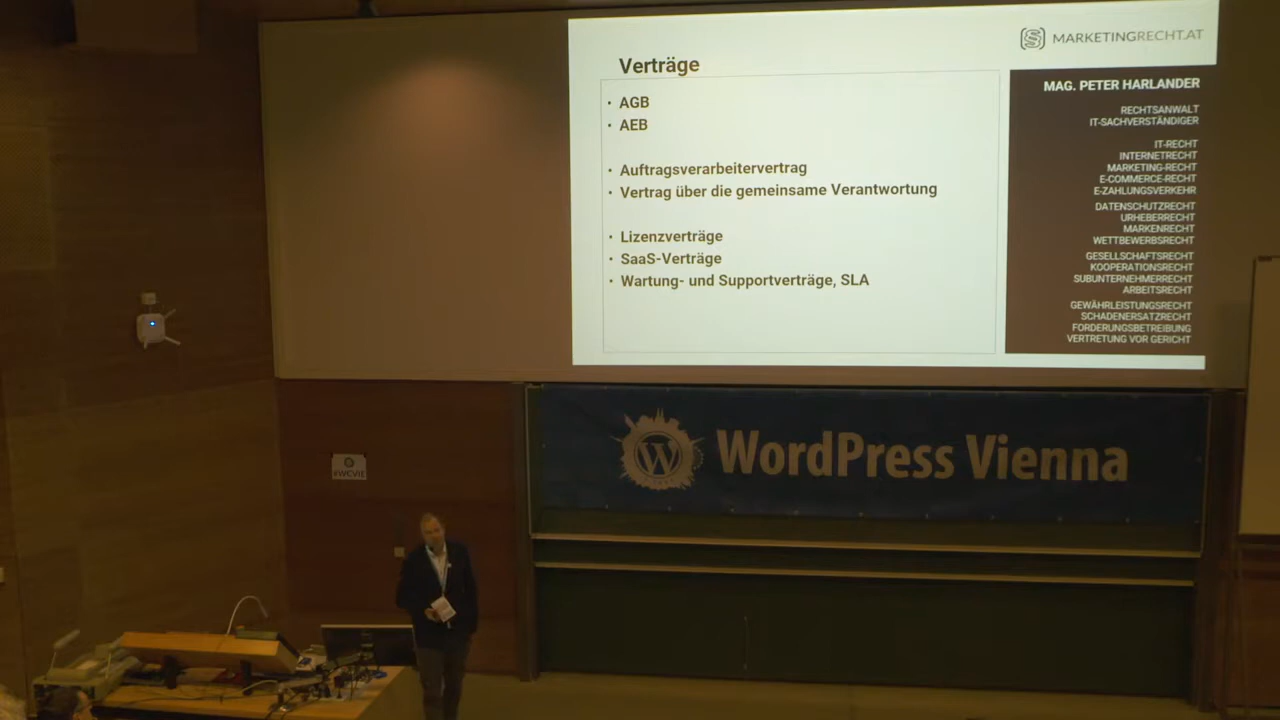 MARKETINGRECHT.AT
Verträge
• AGB
• AEB
• Auftragsverarbeitervertrag
• Vertrag über die gemeinsame Verantwortung
• Lizenzverträge
• SaaS-Verträge
• Wartung- und Supportverträge, SLA
MAG. PETER HARLANDER
RECHTSANWALT
IT-SACHVERSTÄNDIGER
IT-RECHT
INTERNETRECHT
MARKETING-RECHT
E-COMMERCE-RECHT
E-ZAHLUNGSVERKEHR
DATENSCHUTZRECHT
URHEBERRECHT
MARKENRECHT
WETTBEWERBSRECHT
GESELLSCHAFTSRECHT
KOOPERATIONSRECHT
SUBUNTERNEHMERRECHT
ARBEITSRECHT
GEWÄHRLEISTUNGSRECHT
SCHADENERSATZRECHT
FORDERUNGSBETREIBUNG
VERTRETUNG VOR GERICHT
WordPress Vienna
#WCVIE